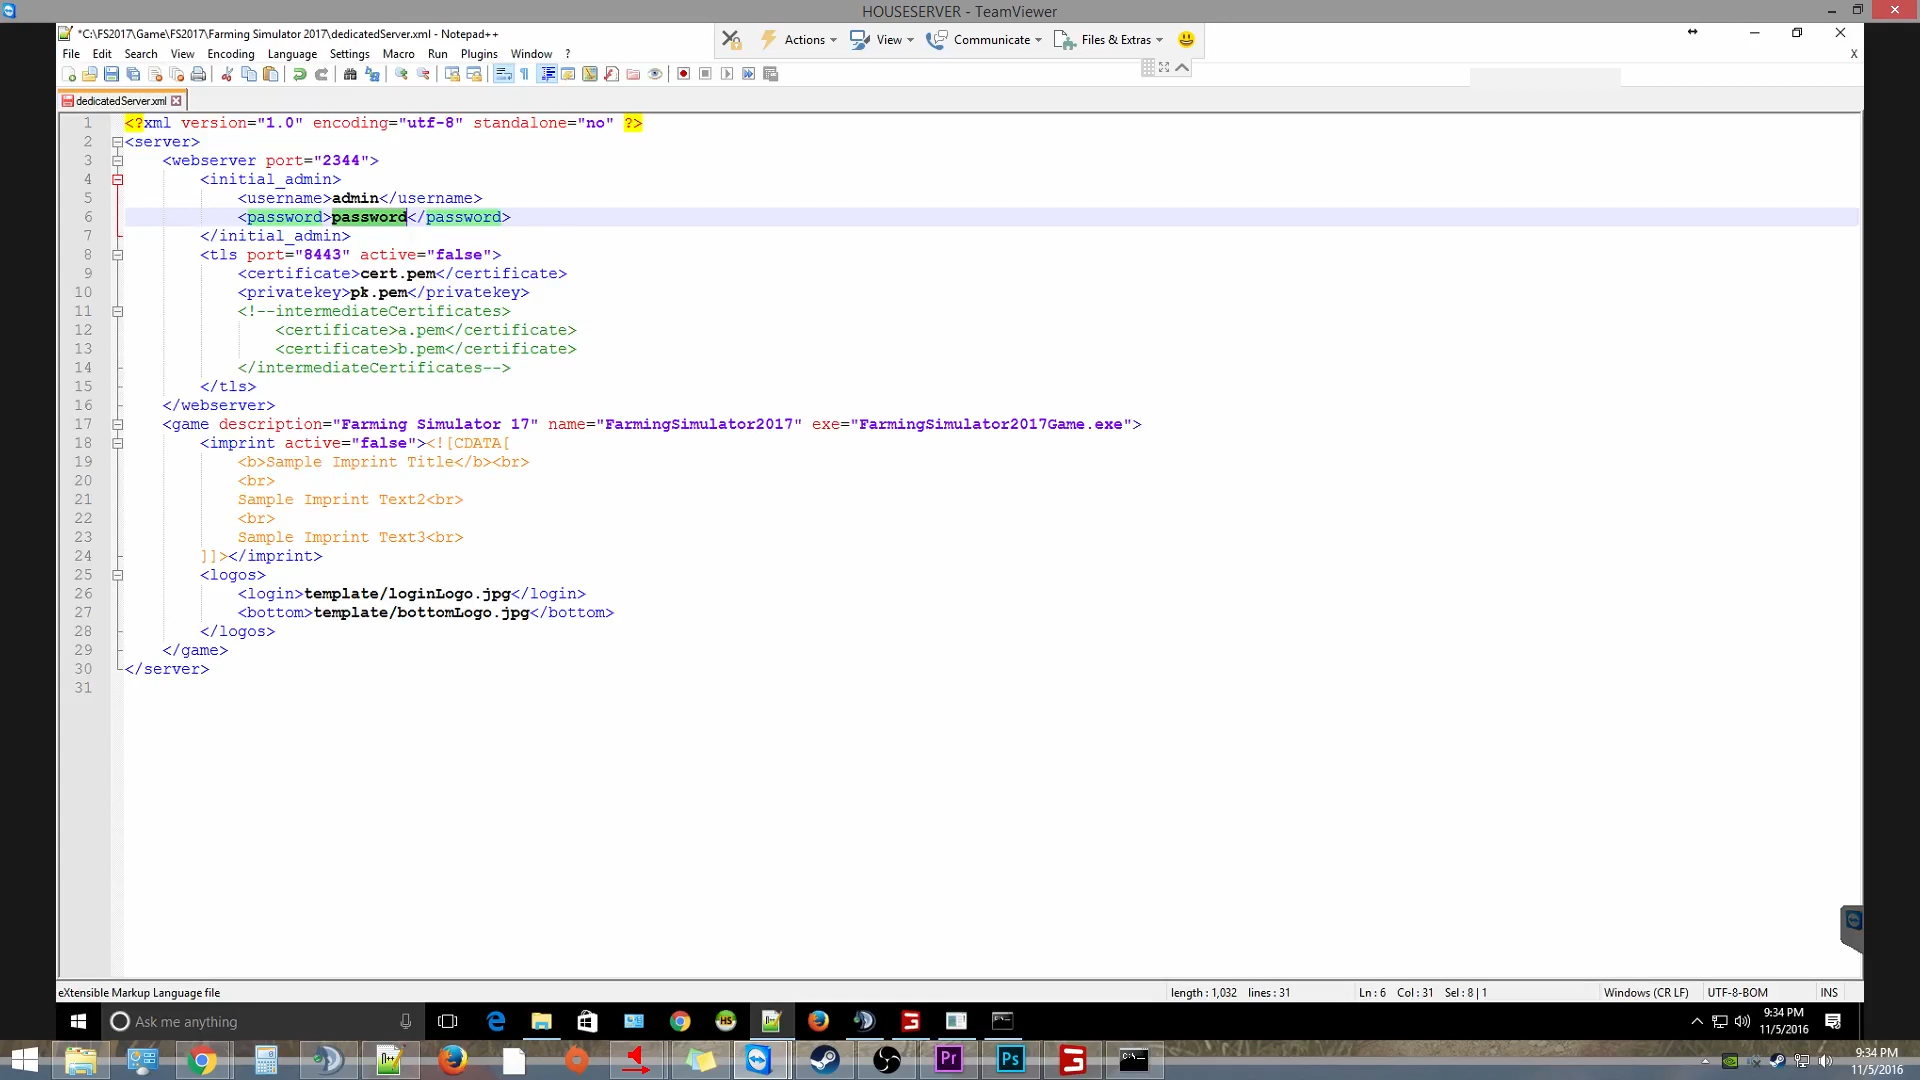 HOUSESERVER - TeamViewer
*C:\FS2017\Game\FS2017\Farming Simulator 2017\dedicatedServer.xml - Notepad++
Actions View Communicate Files & Extras
File Edit Search View Encoding Language Settings Macro Run Plugins Window ?
X
dedicatedServer.xml
1 <?xml version="1.0" encoding="utf-8" standalone="no" ?>
2 <server>
3 <webserver port="2344">
4 <initial_admin>
5 <username>admin</username>
6 <password>password</password>
7 </initial_admin>
8 <tls port="8443" active="false">
9 <certificate>cert.pem</certificate>
10 <privatekey>pk.pem</privatekey>
11 <!--intermediateCertificates>
12 <certificate>a.pem</certificate>
13 <certificate>b.pem</certificate>
14 </intermediateCertificates-->
15 </tls>
16 </webserver>
17 <game description="Farming Simulator 17" name="FarmingSimulator2017" exe="FarmingSimulator2017Game.exe">
18 <imprint active="false"><![CDATA[
19 <b>Sample Imprint Title</b><br>
20 <br>
21 Sample Imprint Text2<br>
22 <br>
23 Sample Imprint Text3<br>
24 ]]></imprint>
25 <logos>
26 <login>template/loginLogo.jpg</login>
27 <bottom>template/bottomLogo.jpg</bottom>
28 </logos>
29 </game>
30 </server>
31
eXtensible Markup Language file length : 1,032 lines : 31 Ln : 6 Col : 31 Sel : 8 | 1 Windows (CR LF) UTF-8-BOM INS
Ask me anything
HS
9:34 PM
11/5/2016
Pr Ps
9:34 PM
11/5/2016